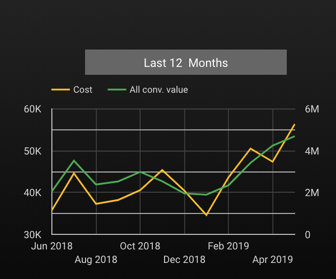 Last 12 Months
Cost All conv. value
60K 6M
50K 4M
40K 2M
30K 0
Jun 2018 Oct 2018 Feb 2019
Aug 2018 Dec 2018 Apr 2019